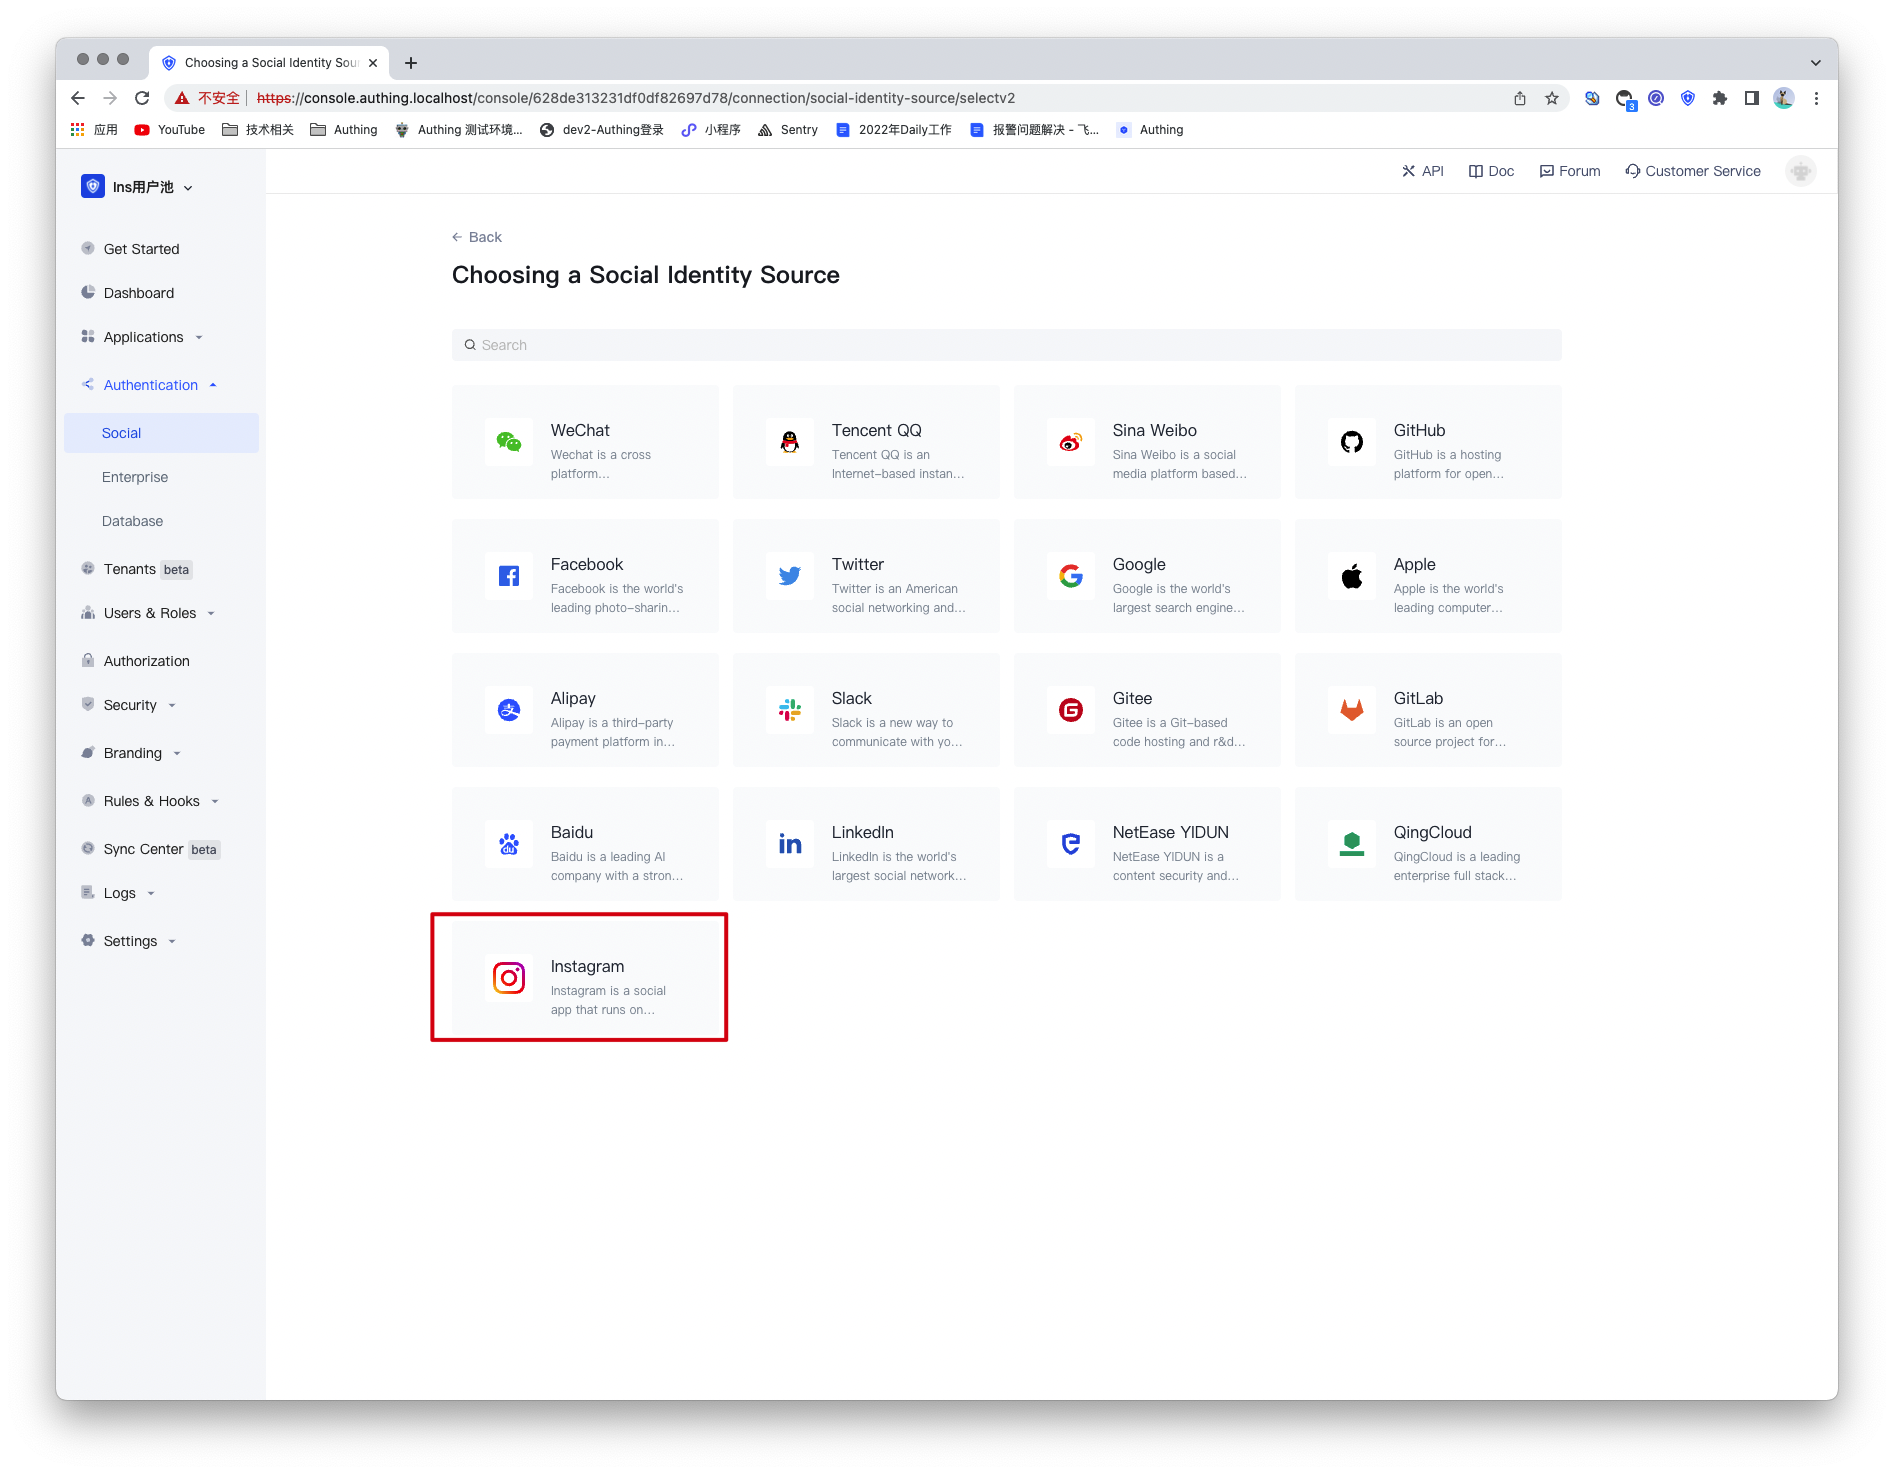 Choosing a Social Identity Sou
不安全 https://console.authing.localhost/console/628de313231df0df82697d78/connection/social-identity-source/selectv2
3
应用 YouTube 技术相关 Authing Authing 测试环境... dev2-Authing登录 小程序 Sentry 2022年Daily工作 报警问题解决 - 飞... Authing
Ins用户池
API Doc Forum Customer Service
Get Started
Dashboard
Applications
Authentication
Social
Enterprise
Database
Tenants beta
Users & Roles
Authorization
Security
Branding
Rules & Hooks
Sync Center beta
Logs
Settings
Back
Choosing a Social Identity Source
Search
WeChat
Wechat is a cross
platform...
Tencent QQ
Tencent QQ is an
Internet-based instan...
Sina Weibo
Sina Weibo is a social
media platform based...
GitHub
GitHub is a hosting
platform for open...
Facebook
Facebook is the world's
leading photo-sharin...
Twitter
Twitter is an American
social networking and...
Google
Google is the world's
largest search engine...
Apple
Apple is the world's
leading computer...
Alipay
Alipay is a third-party
payment platform in...
Slack
Slack is a new way to
communicate with yo...
Gitee
Gitee is a Git-based
code hosting and r&d...
GitLab
GitLab is an open
source project for...
du
Baidu
Baidu is a leading AI
company with a stron...
in
LinkedIn
LinkedIn is the world's
largest social network...
NetEase YIDUN
NetEase YIDUN is a
content security and...
QingCloud
QingCloud is a leading
enterprise full stack...
Instagram
Instagram is a social
app that runs on...